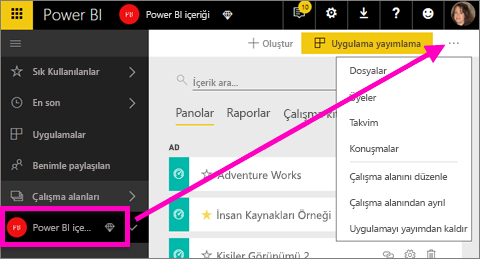 Power BI
PB
Power BI içeriği
10
?
Sık Kullanılanlar
En son
Uygulamalar
Benimle paylaşılan
Çalışma alanları
PB
Power BI içe...
+ Oluştur
Uygulama yayımlama
...
İçerik ara...
Panolar
Raporlar
Çalışma
AD
Adventure Works
İnsan Kaynakları Örneği
Kişiler Görünümü 2
Dosyalar
Üyeler
Takvim
Konuşmalar
Çalışma alanını düzenle
Çalışma alanından ayrıl
Uygulamayı yayımdan kaldır